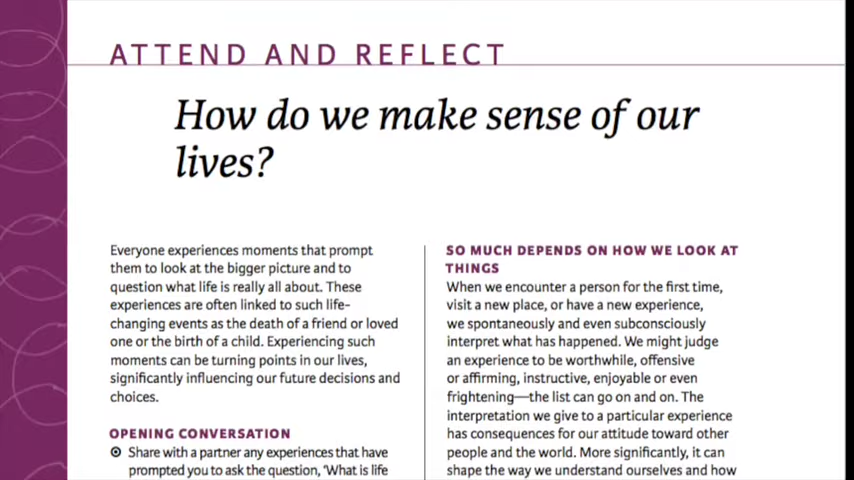 ATTEND AND REFLECT
How do we make sense of our
lives?
Everyone experiences moments that prompt
them to look at the bigger picture and to
question what life is really all about. These
experiences are often linked to such life-
changing events as the death of a friend or loved
one or the birth of a child. Experiencing such
moments can be turning points in our lives,
significantly influencing our future decisions and
choices.
OPENING CONVERSATION
Share with a partner any experiences that have
prompted you to ask the question, ‘What is life
SO MUCH DEPENDS ON HOW WE LOOK AT
THINGS
When we encounter a person for the first time,
visit a new place, or have a new experience,
we spontaneously and even subconsciously
interpret what has happened. We might judge
an experience to be worthwhile, offensive
or affirming, instructive, enjoyable or even
frightening—the list can go on and on. The
interpretation we give to a particular experience
has consequences for our attitude toward other
people and the world. More significantly, it can
shape the way we understand ourselves and how